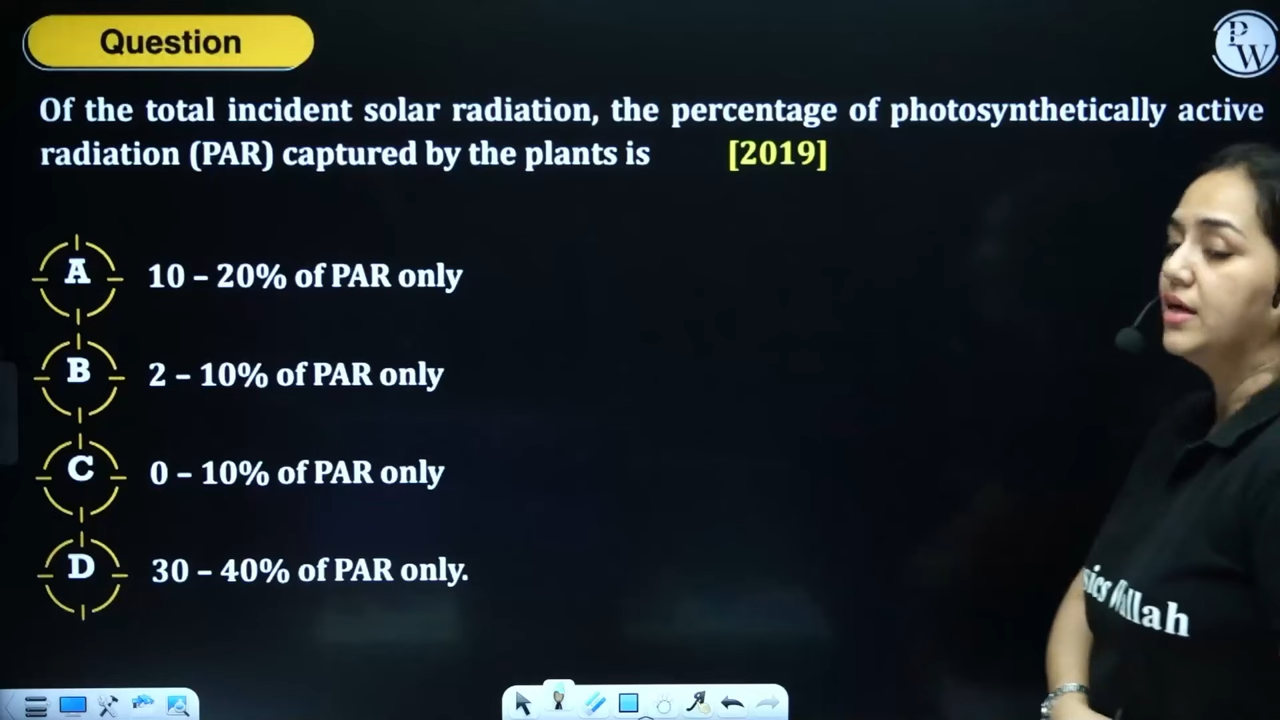 Question
PW
Of the total incident solar radiation, the percentage of photosynthetically active
radiation (PAR) captured by the plants is [2019]
A 10 – 20% of PAR only
B 2 – 10% of PAR only
C 0 – 10% of PAR only
D 30 – 40% of PAR only.
sics Wallah